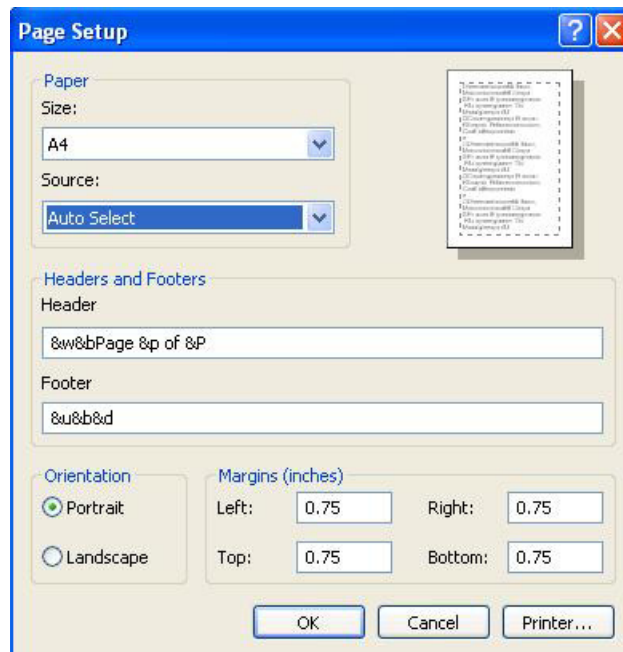 Page Setup
Paper
Size:
A4
Source:
Auto Select
Headers and Footers
Header
&w&bPage &p of &P
Footer
&u&b&d
Orientation
Portrait
Landscape
Margins (inches)
Left: 0.75 Right: 0.75
Top: 0.75 Bottom: 0.75
OK Cancel Printer...